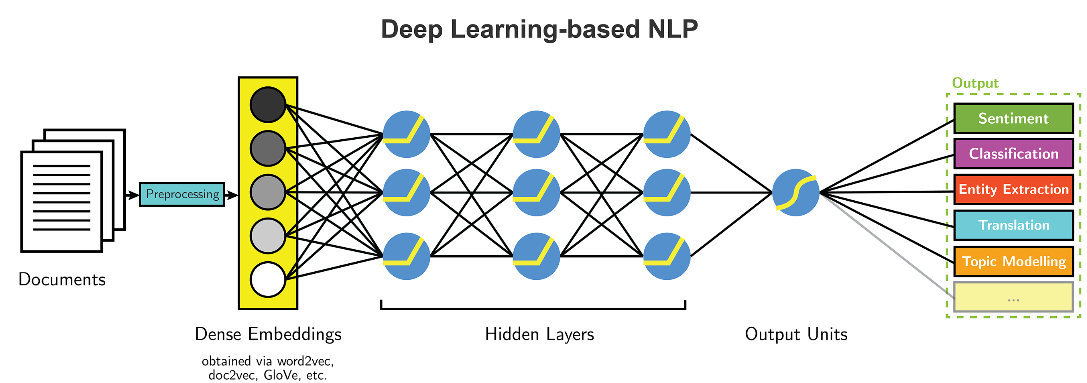 Deep Learning-based NLP
Output
Sentiment
Classification
Entity Extraction
Translation
Topic Modelling
...
Preprocessing
Documents
Dense Embeddings
obtained via word2vec,
doc2vec, GloVe, etc.
Hidden Layers
Output Units